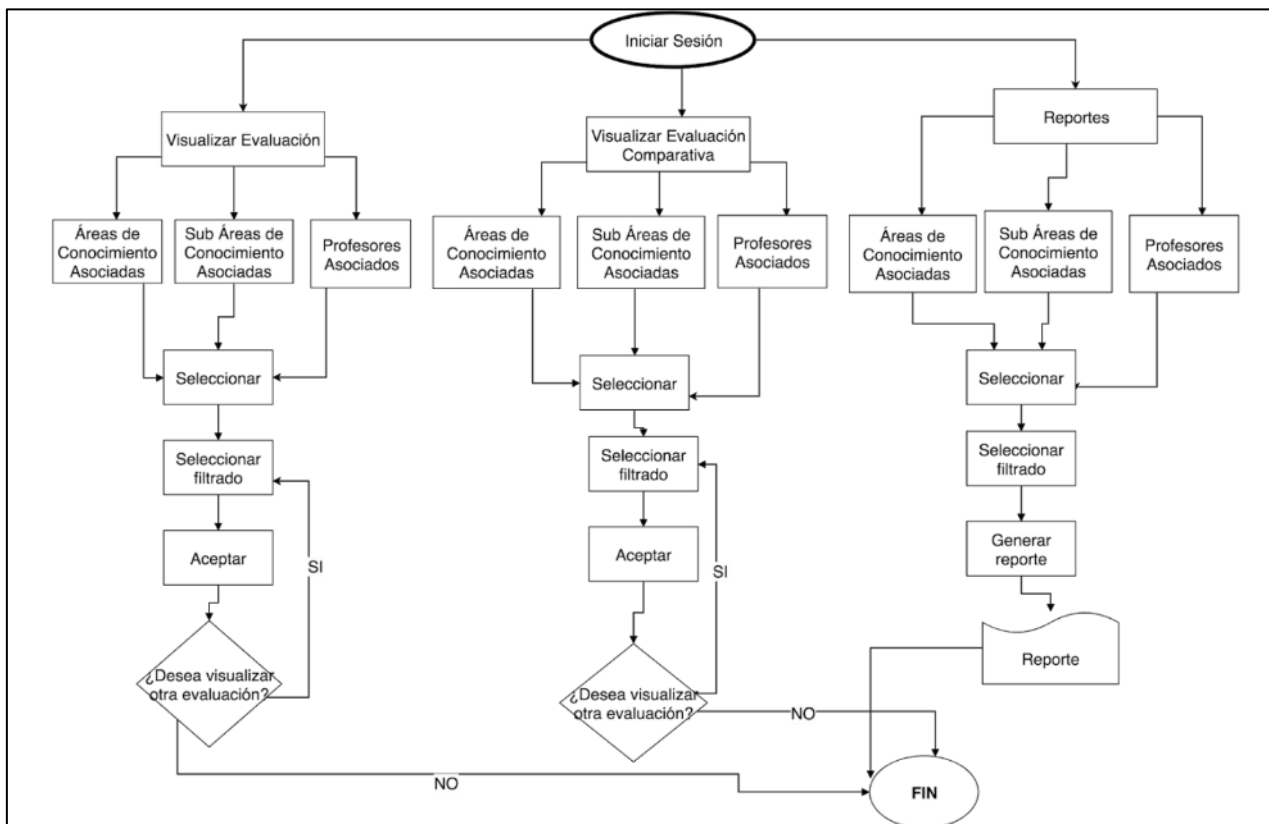 Iniciar Sesión
Visualizar Evaluación
Visualizar Evaluación
Comparativa
Reportes
Áreas de
Conocimiento
Asociadas
Sub Áreas de
Conocimiento
Asociadas
Profesores
Asociados
Áreas de
Conocimiento
Asociadas
Sub Áreas de
Conocimiento
Asociadas
Profesores
Asociados
Áreas de
Conocimiento
Asociadas
Sub Áreas de
Conocimiento
Asociadas
Profesores
Asociados
Seleccionar
Seleccionar
Seleccionar
Seleccionar
filtrado
Seleccionar
filtrado
Seleccionar
filtrado
Aceptar
SI
Aceptar
SI
Generar
reporte
¿Desea visualizar
otra evaluación?
¿Desea visualizar
otra evaluación?
Reporte
NO
NO
FIN